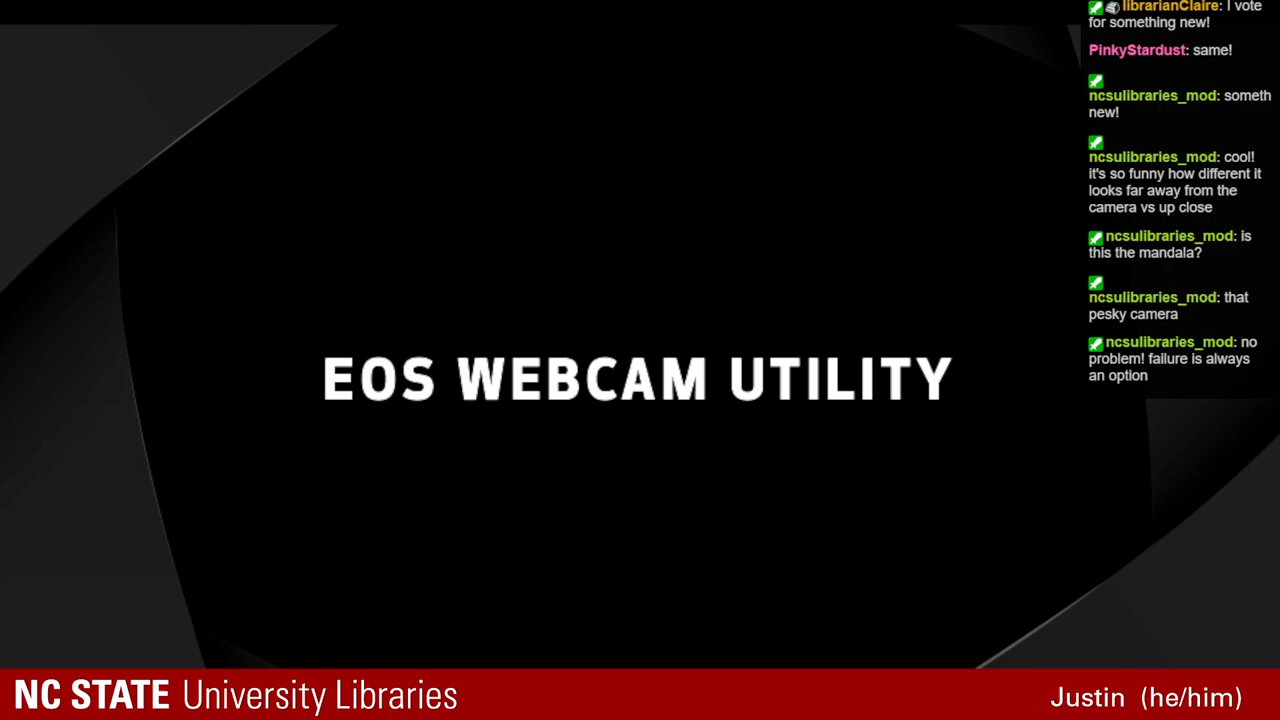 librarianClaire: I vote
for something new!
PinkyStardust: same!
ncsulibraries_mod: someth
new!
ncsulibraries_mod: cool!
it's so funny how different it
looks far away from the
camera vs up close
ncsulibraries_mod: is
this the mandala?
ncsulibraries_mod: that
pesky camera
ncsulibraries_mod: no
problem! failure is always
an option
EOS WEBCAM UTILITY
NC STATE University Libraries
Justin (he/him)